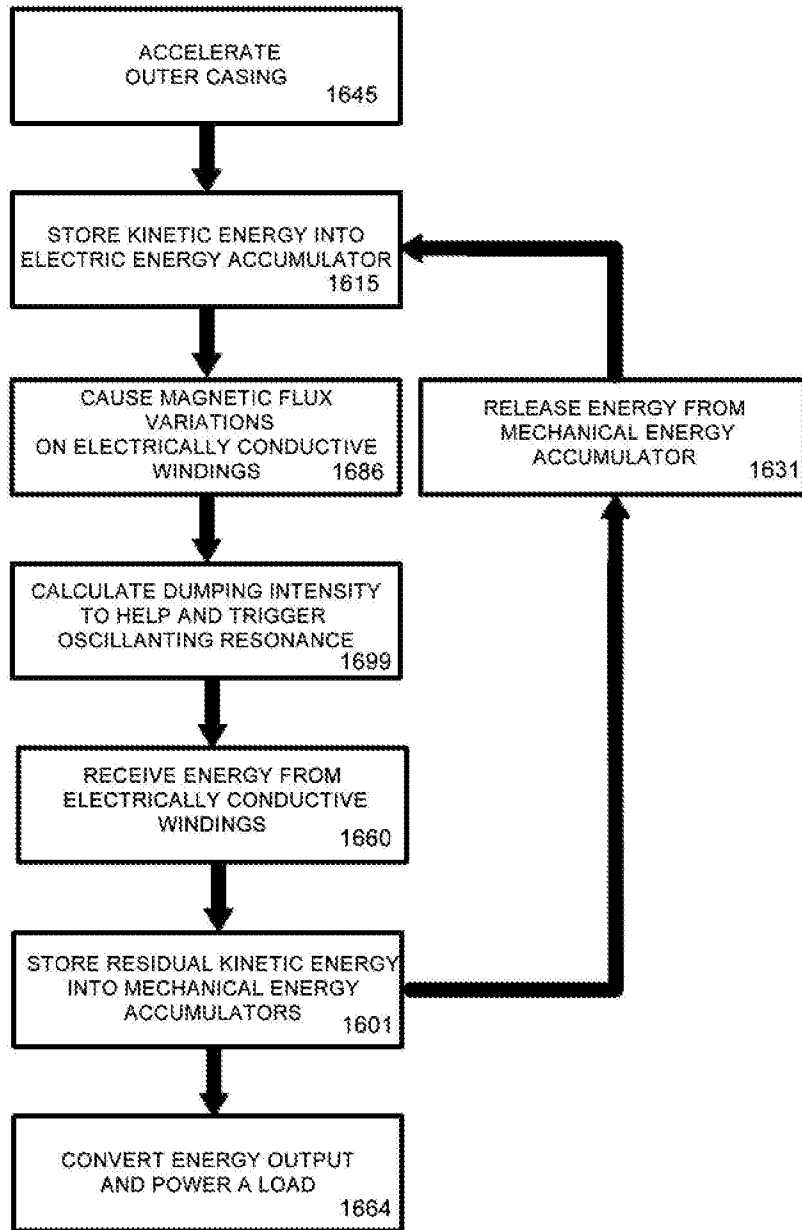 ACCELERATE
OUTER CASING
1645
STORE KINETIC ENERGY INTO
ELECTRIC ENERGY ACCUMULATOR
1615
CAUSE MAGNETIC FLUX
VARIATIONS
ON ELECTRICALLY CONDUCTIVE
WINDINGS
1686
RELEASE ENERGY FROM
MECHANICAL ENERGY
ACCUMULATOR
1631
CALCULATE DUMPING INTENSITY
TO HELP AND TRIGGER
OSCILLANTING RESONANCE
1699
RECEIVE ENERGY FROM
ELECTRICALLY CONDUCTIVE
WINDINGS
1660
STORE RESIDUAL KINETIC ENERGY
INTO MECHANICAL ENERGY
ACCUMULATORS
1601
CONVERT ENERGY OUTPUT
AND POWER A LOAD
1664